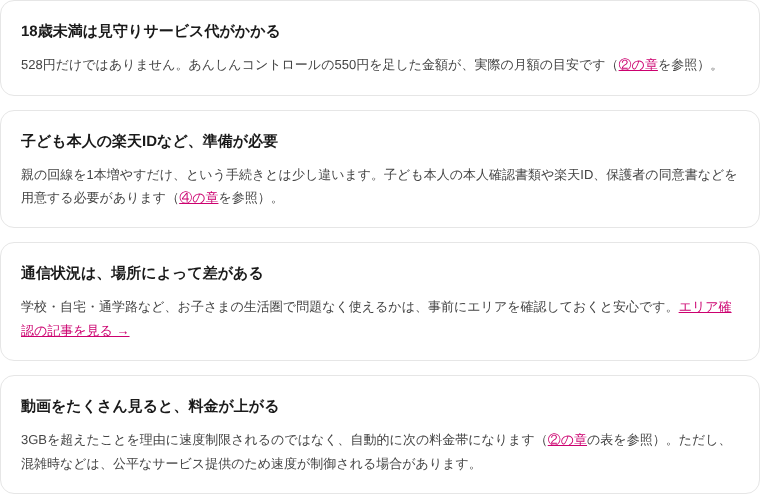 18歳未満は見守りサービス代がかかる
528円だけではありません。あんしんコントロールの550円を足した金額が、実際の月額の目安です（②の章を参照）。
子ども本人の楽天IDなど、準備が必要
親の回線を1本増やすだけ、という手続きとは少し違います。子ども本人の本人確認書類や楽天ID、保護者の同意書などを
用意する必要があります（④の章を参照）。
通信状況は、場所によって差がある
学校・自宅・通学路など、お子さまの生活圏で問題なく使えるかは、事前にエリアを確認しておくと安心です。エリア確
認の記事を見る →
動画をたくさん見ると、料金が上がる
3GBを超えたことを理由に速度制限されるのではなく、自動的に次の料金帯になります（②の章の表を参照）。ただし、
混雑時などは、公平なサービス提供のため速度が制御される場合があります。